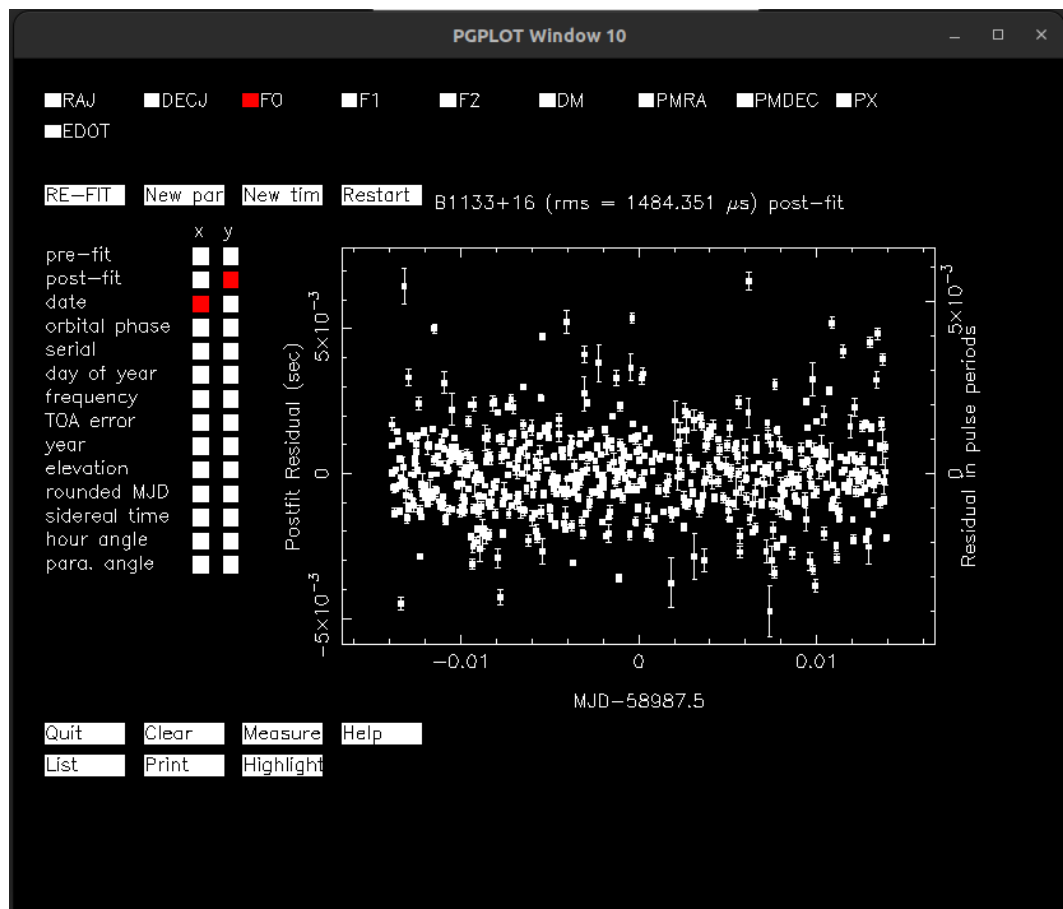 PGPLOT Window 10
RAJ DECJ F0 F1 F2 DM PMRA PMDEC PX
EDOT
RE-FIT New par New tim Restart
B1133+16 (rms = 1484.351 μs) post-fit
x y
pre-fit
post-fit
date
orbital phase
serial
day of year
frequency
TOA error
year
elevation
rounded MJD
sidereal time
hour angle
para. angle
Postfit Residual (sec)
5×10⁻³
0
-5×10⁻³
5×10⁻³
0
Residual in pulse periods
-0.01 0 0.01
MJD-58987.5
Quit Clear Measure Help
List Print Highlight